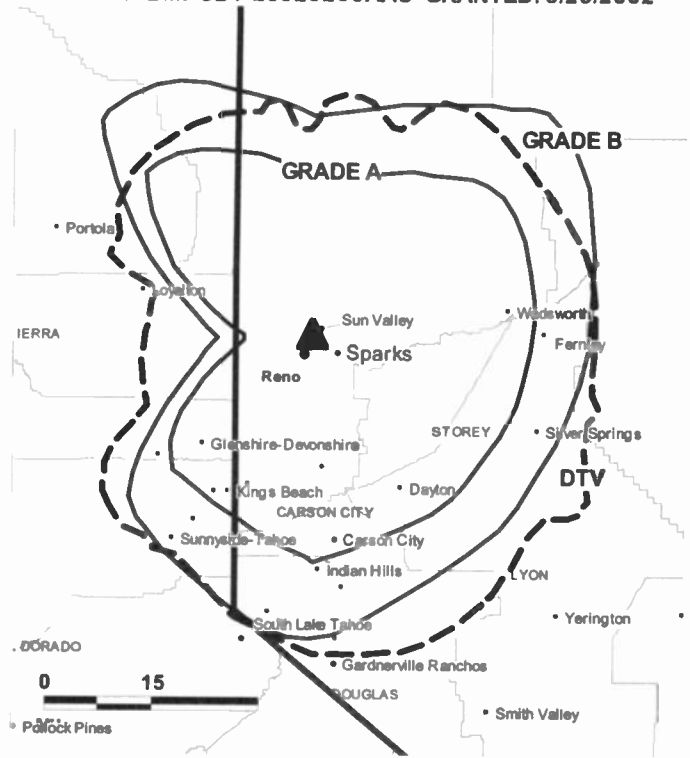 GRANTED:
GRADE B
GRADE A
Portola
Loyalton
Wadsworth
IERRA
Sun Valley
Fernley
Sparks
Reno
STOREY
Silver Springs
Glenshire-Devonshire
DTV
Kings Beach
Dayton
CARSON CITY
Sunnyside-Tahoe
Carson City
Indian Hills
LYON
Yerington
South Lake Tahoe
DORADO
Gardnerville Ranchos
0 15
DOUGLAS
Smith Valley
Pollock Pines